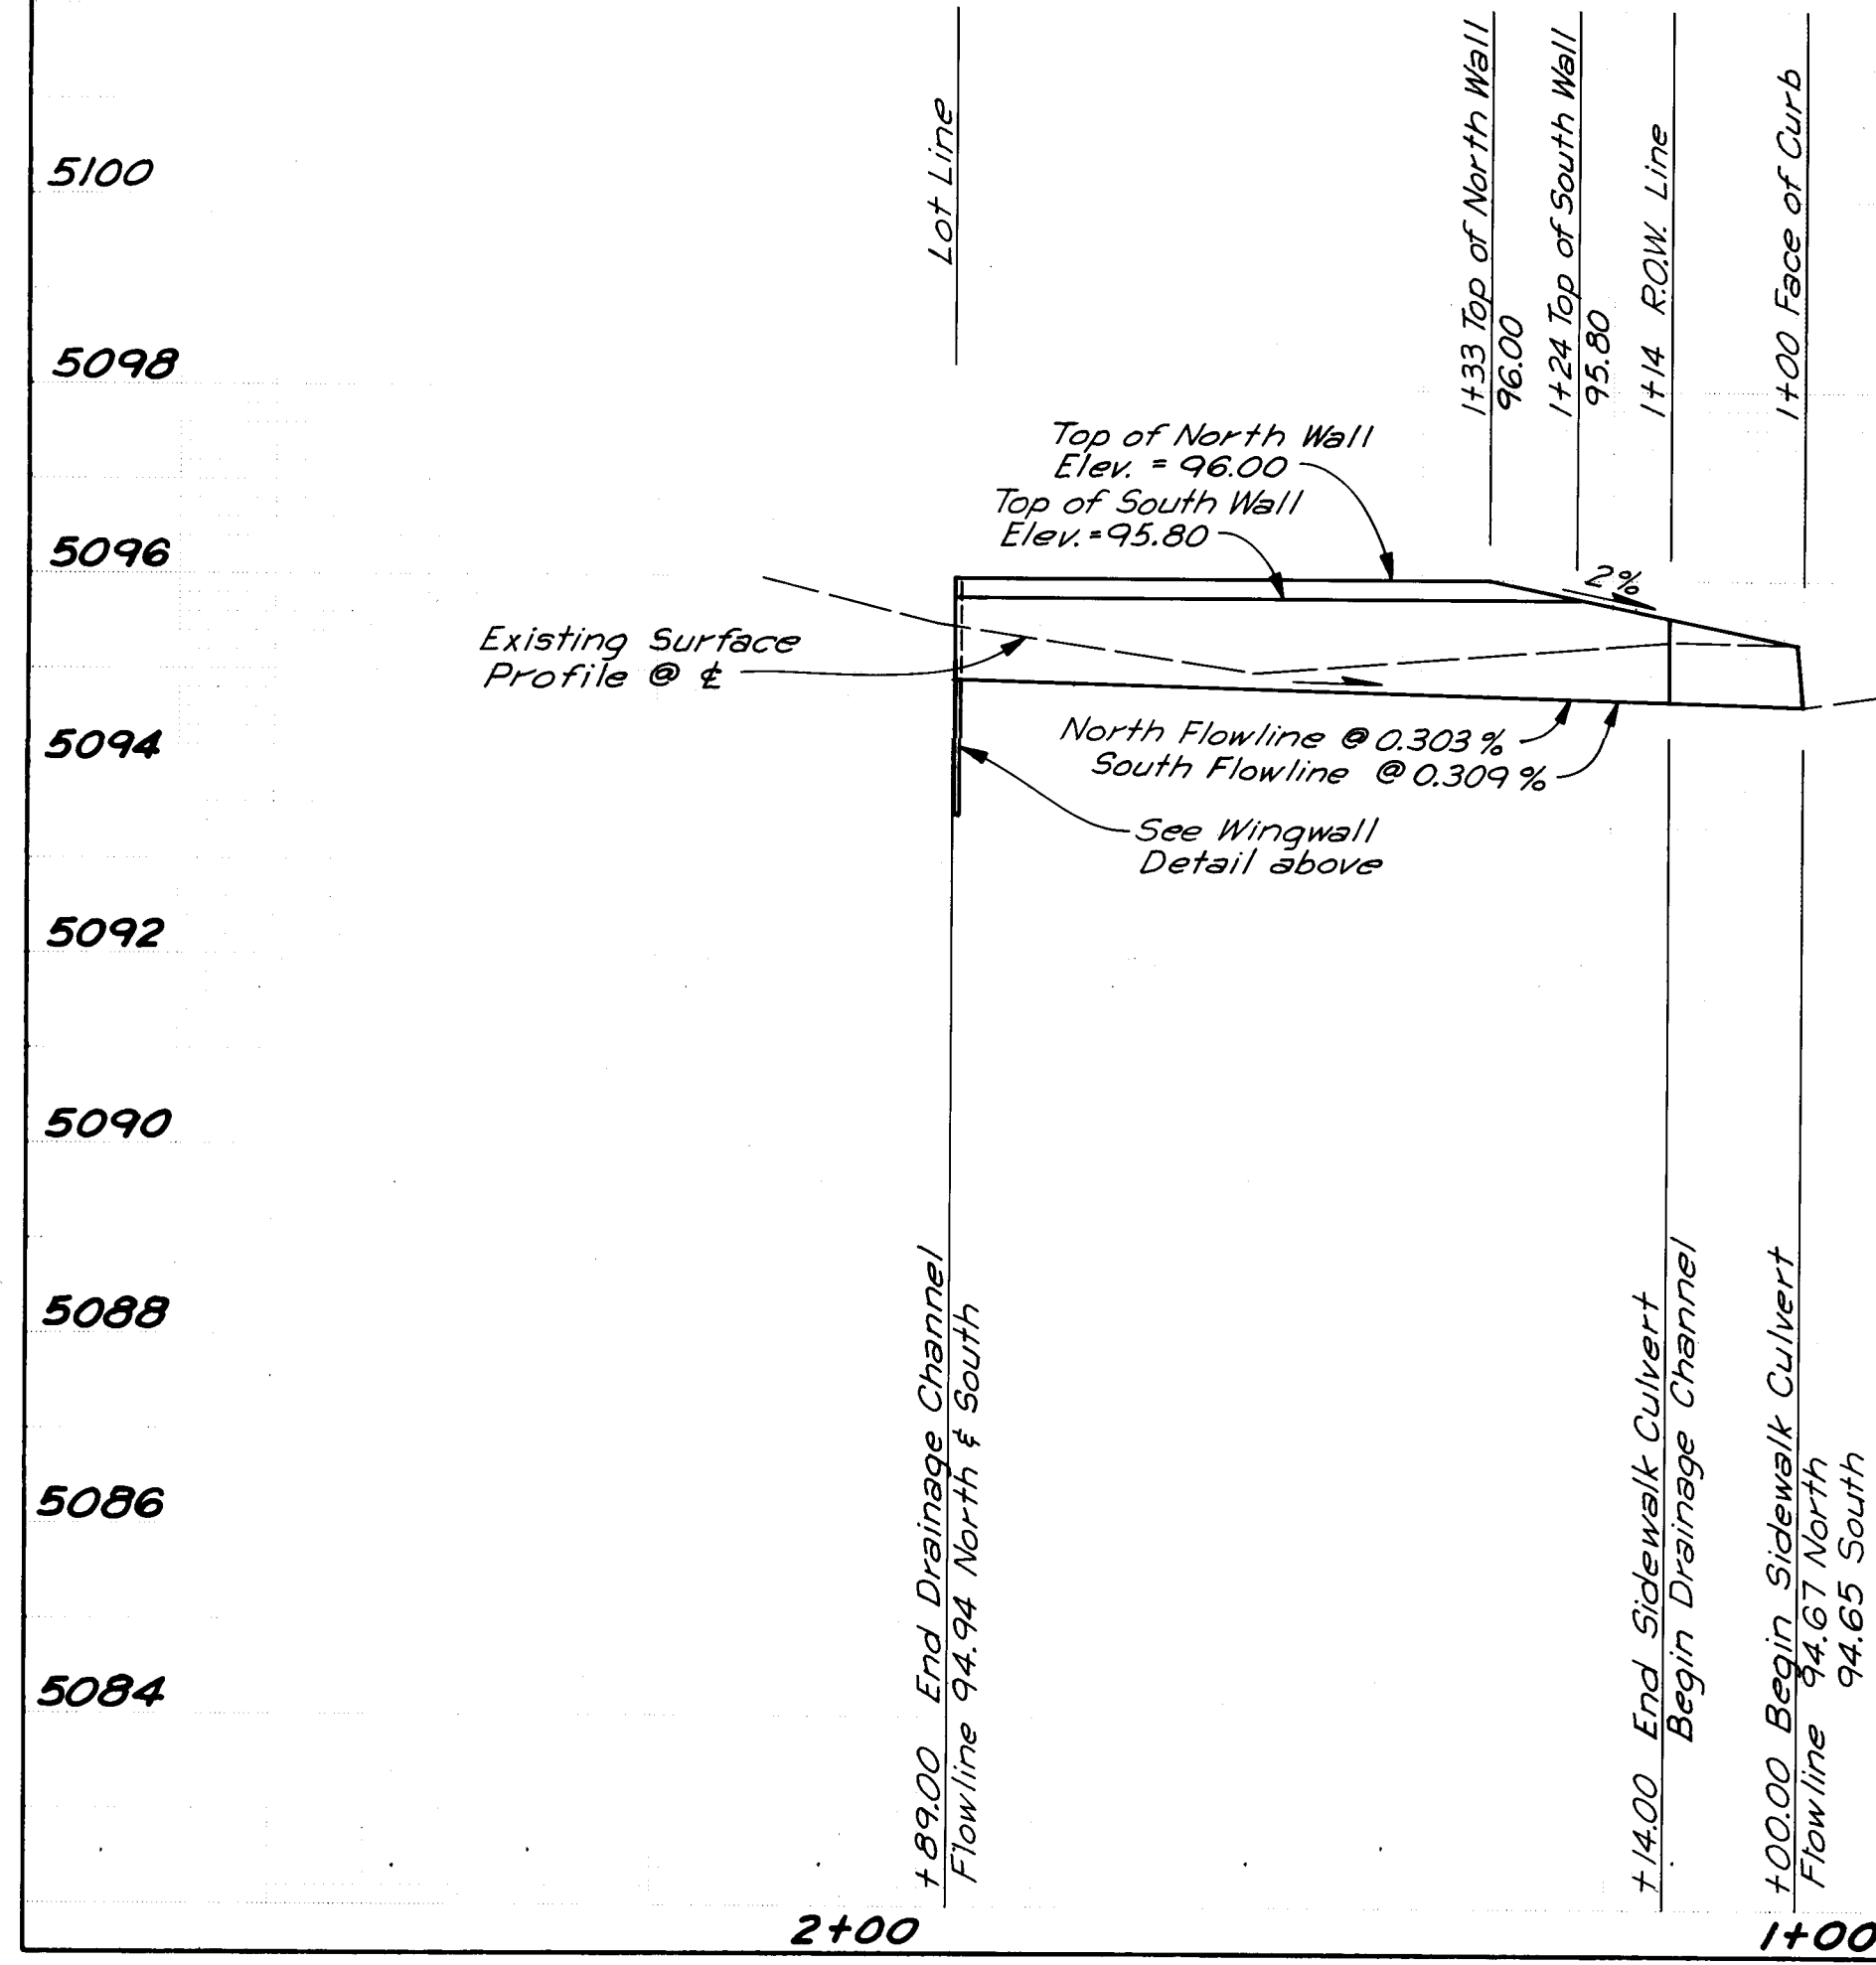 5100
5098
5096
5094
5092
5090
5088
5086
5084
Lot Line
1+33 Top of North Wall
96.00
1+24 Top of South Wall
95.80
1+14 R.O.W. Line
1+00 Face of Curb
Top of North Wall
Elev. = 96.00
Top of South Wall
Elev. = 95.80
2%
Existing Surface
Profile @ ℄
North Flowline @ 0.303%
South Flowline @ 0.309%
See Wingwall
Detail above
+89.00 End Drainage Channel
Flowline 94.94 North & South
+14.00 End Sidewalk Culvert
Begin Drainage Channel
+00.00 Begin Sidewalk Culvert
Flowline 94.67 North
94.65 South
2+00
1+00